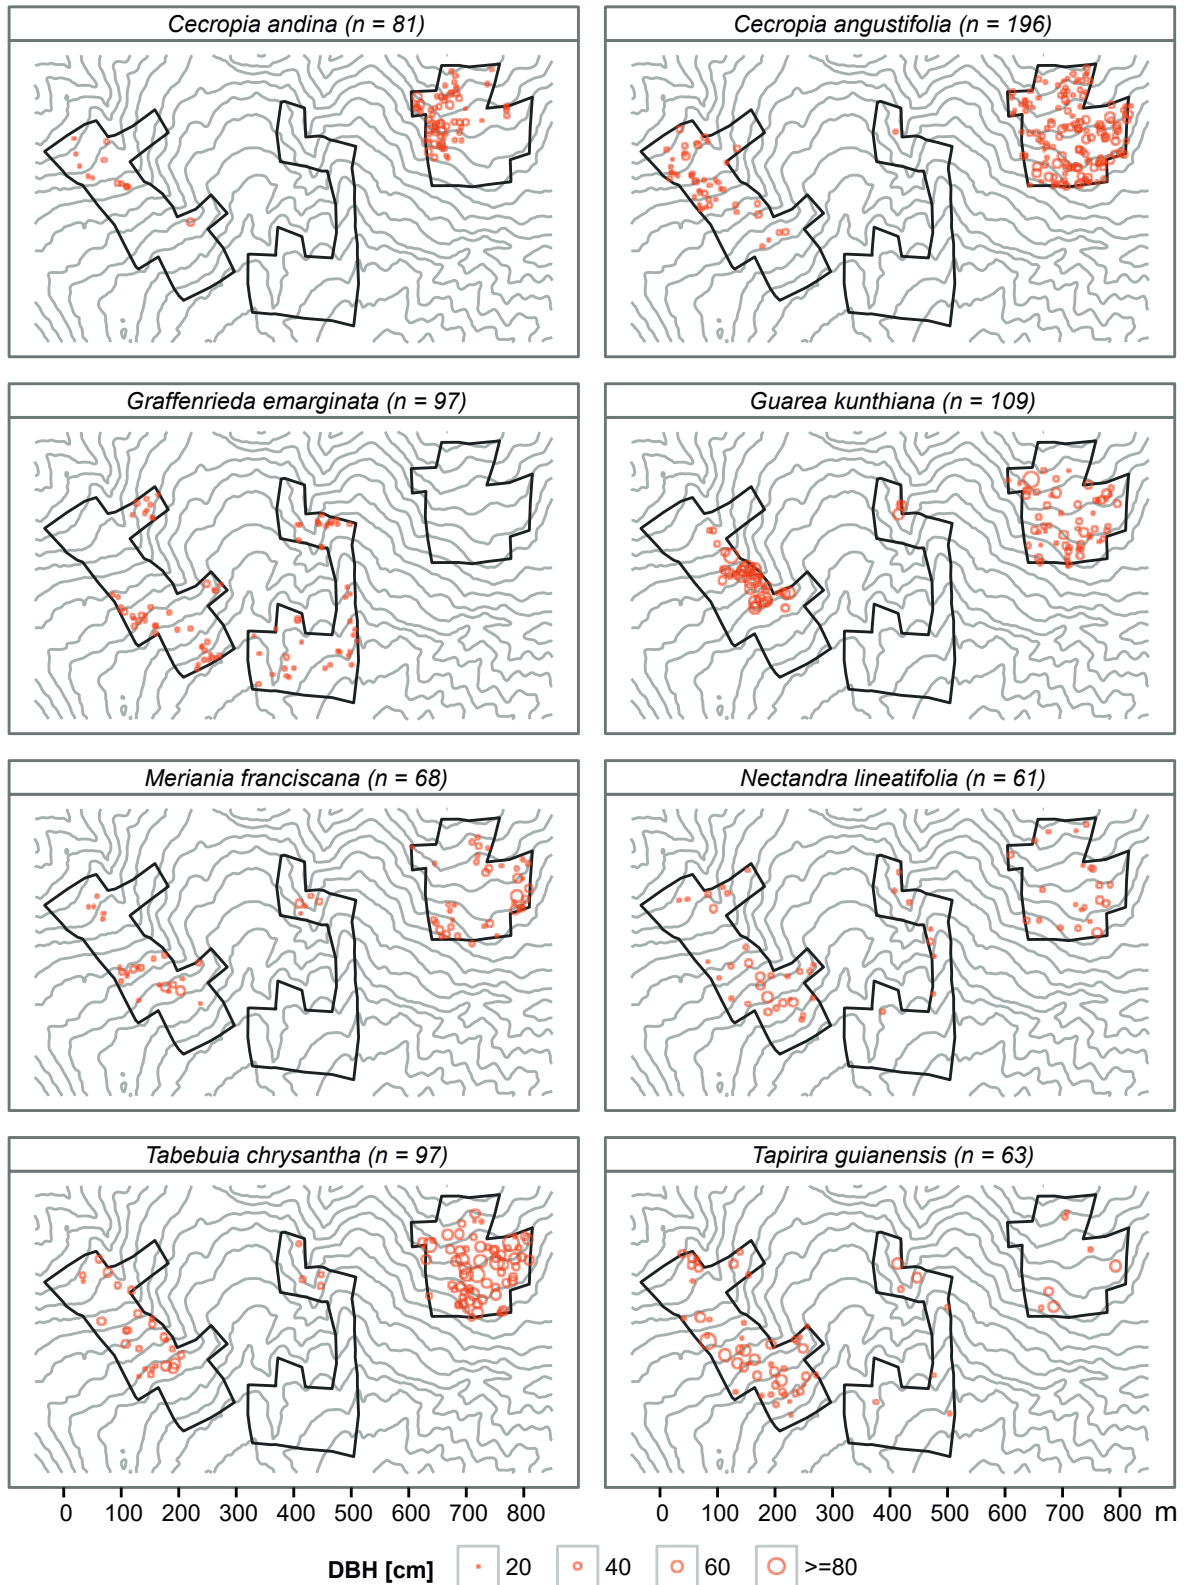 Cecropia andina (n = 81)
Cecropia angustifolia (n = 196)
Graffenrieda emarginata (n = 97)
Guarea kunthiana (n = 109)
Meriania franciscana (n = 68)
Nectandra lineatifolia (n = 61)
Tabebuia chrysantha (n = 97)
Tapirira guianensis (n = 63)
0 100 200 300 400 500 600 700 800
0 100 200 300 400 500 600 700 800 m
DBH [cm] 20 40 60 >=80